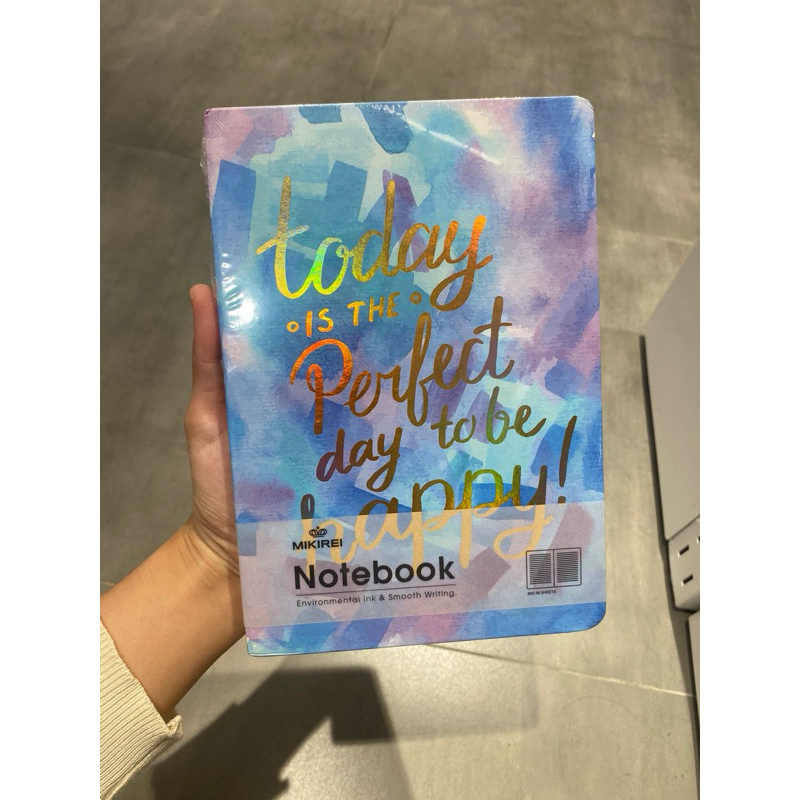 today
IS THE
Perfect
day to be
happy!
MIKIREI
Notebook
Environmental Ink & Smooth Writing.